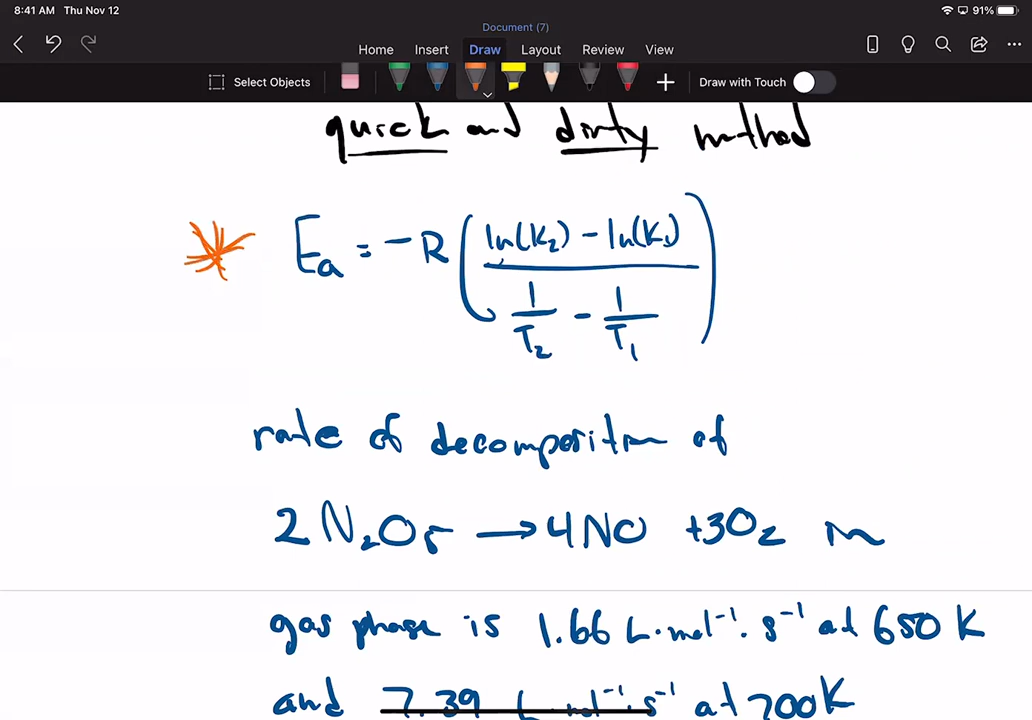 8:41 AM Thu Nov 12
91%
Document (7)
Home Insert Draw Layout Review View
Select Objects
Draw with Touch
quick and dirty method
Ea = -R ( ln(k2) - ln(k1) / 1/T2 - 1/T1 )
rate of decomposition of
2 N2O5 → 4NO + 3O2 in
gas phase is 1.66 L·mol⁻¹·s⁻¹ at 650 K
and 7.39 L·mol⁻¹·s⁻¹ at 700K